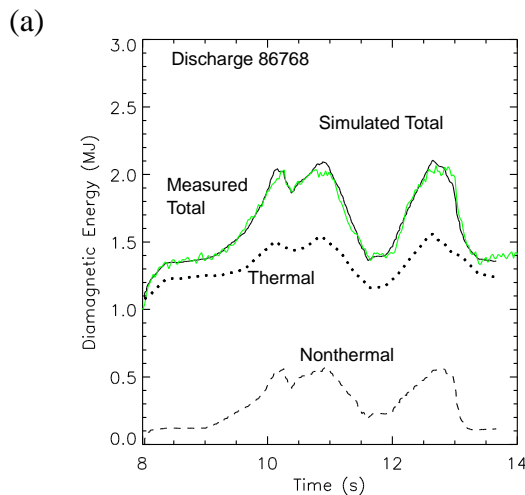 (a)
3.0
Discharge 86768
2.5
Simulated Total
Diamagnetic Energy (MJ)
2.0
Measured
Total
1.5
Thermal
1.0
Nonthermal
0.5
0.0
8
10
12
14
Time (s)